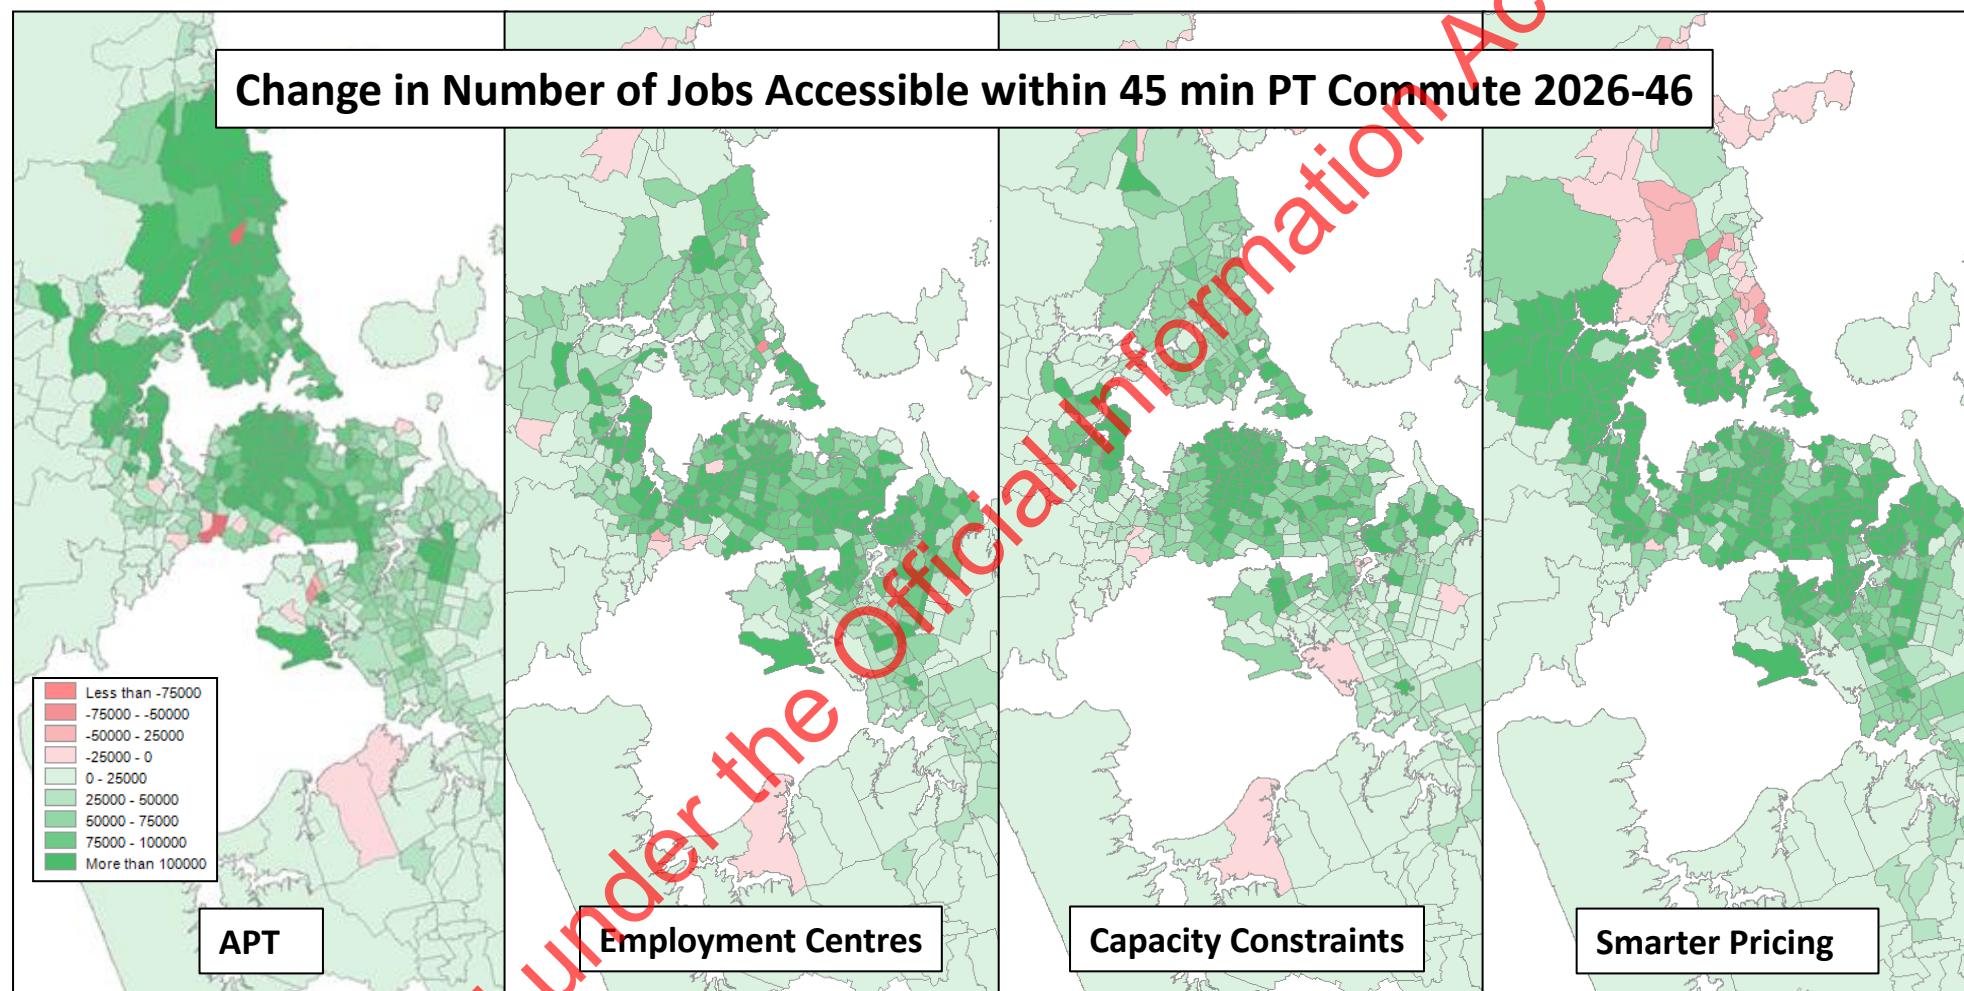 Change in Number of Jobs Accessible within 45 min PT Commute 2026-46
Less than -75000
-75000 - -50000
-50000 - 25000
-25000 - 0
0 - 25000
25000 - 50000
50000 - 75000
75000 - 100000
More than 100000
APT
Employment Centres
Capacity Constraints
Smarter Pricing
under the Official Information Ac